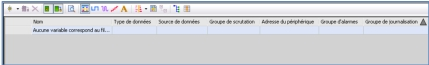 Nom Type de données Source de données Groupe de scrutation Adresse du périphérique Groupe d'alarmes Groupe de journalisation
Aucune variable correspond au fil...